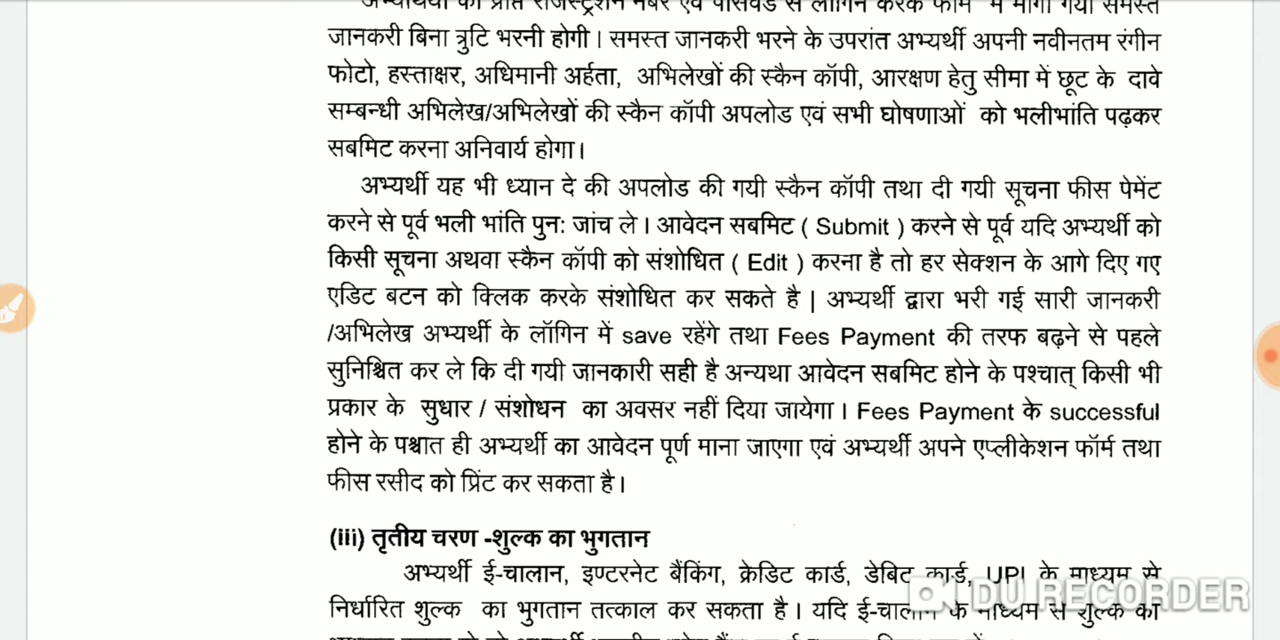 अभ्यर्थी को प्राप्त रजिस्ट्रेशन नंबर एवं पासवर्ड से लॉगिन करके फॉर्म में मांगी गयी समस्त
जानकरी बिना त्रुटि भरनी होगी। समस्त जानकरी भरने के उपरांत अभ्यर्थी अपनी नवीनतम रंगीन
फोटो, हस्ताक्षर, अधिमानी अर्हता, अभिलेखों की स्कैन कॉपी, आरक्षण हेतु सीमा में छूट के दावे
सम्बन्धी अभिलेख/अभिलेखों की स्कैन कॉपी अपलोड एवं सभी घोषणाओं को भलीभांति पढ़कर
सबमिट करना अनिवार्य होगा।
अभ्यर्थी यह भी ध्यान दे की अपलोड की गयी स्कैन कॉपी तथा दी गयी सूचना फीस पेमेंट
करने से पूर्व भली भांति पुन: जांच ले। आवेदन सबमिट ( Submit ) करने से पूर्व यदि अभ्यर्थी को
किसी सूचना अथवा स्कैन कॉपी को संशोधित ( Edit ) करना है तो हर सेक्शन के आगे दिए गए
एडिट बटन को क्लिक करके संशोधित कर सकते है | अभ्यर्थी द्वारा भरी गई सारी जानकरी
/अभिलेख अभ्यर्थी के लॉगिन में save रहेंगे तथा Fees Payment की तरफ बढ़ने से पहले
सुनिश्चित कर ले कि दी गयी जानकारी सही है अन्यथा आवेदन सबमिट होने के पश्चात् किसी भी
प्रकार के सुधार / संशोधन का अवसर नहीं दिया जायेगा। Fees Payment के successful
होने के पश्चात ही अभ्यर्थी का आवेदन पूर्ण माना जाएगा एवं अभ्यर्थी अपने एप्लीकेशन फॉर्म तथा
फीस रसीद को प्रिंट कर सकता है।
(iii) तृतीय चरण -शुल्क का भुगतान
अभ्यर्थी ई-चालान, इण्टरनेट बैंकिंग, क्रेडिट कार्ड, डेबिट कार्ड, UPI के माध्यम से
निर्धारित शुल्क का भुगतान तत्काल कर सकता है। यदि ई-चालान के माध्यम से शुल्क का
DU RECORDER